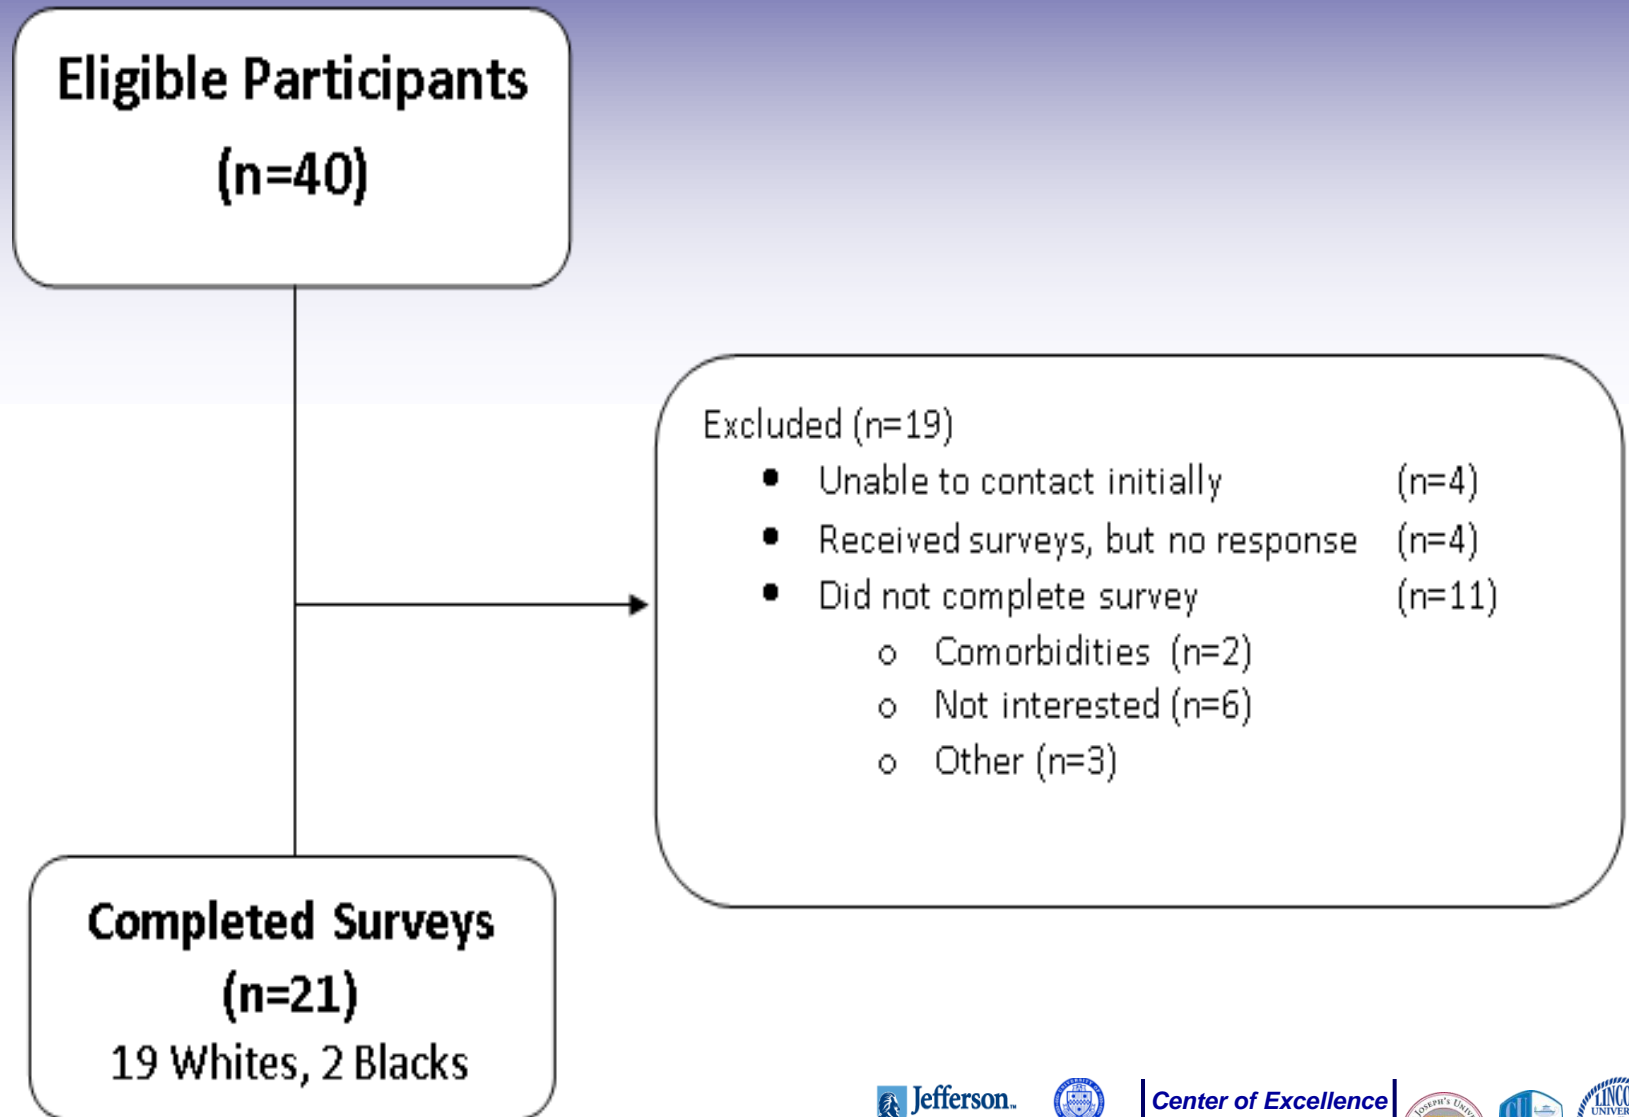 Eligible Participants
(n=40)
Excluded (n=19)
• Unable to contact initially (n=4)
• Received surveys, but no response (n=4)
• Did not complete survey (n=11)
o Comorbidities (n=2)
o Not interested (n=6)
o Other (n=3)
Completed Surveys
(n=21)
19 Whites, 2 Blacks
Jefferson™
Center of Excellence